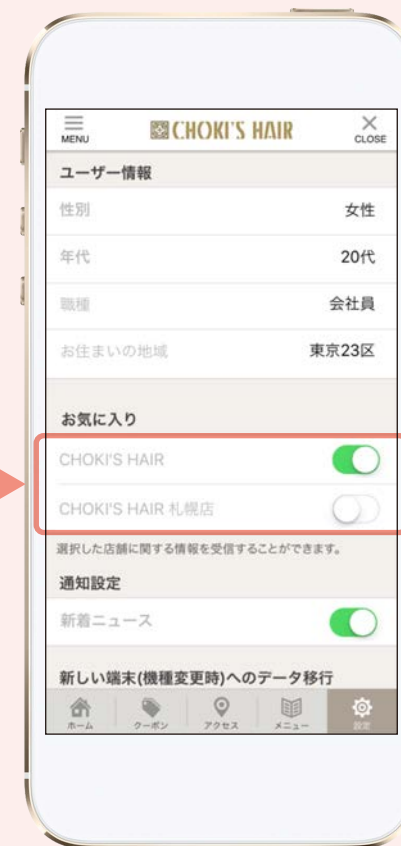 MENU CHOKI'S HAIR CLOSE
ユーザー情報
性別 女性
年代 20代
職種 会社員
お住まいの地域 東京23区
お気に入り
CHOKI'S HAIR
CHOKI'S HAIR 札幌店
選択した店舗に関する情報を受信することができます。
通知設定
新着ニュース
新しい端末(機種変更時)へのデータ移行
ホーム クーポン アクセス メニュー 設定